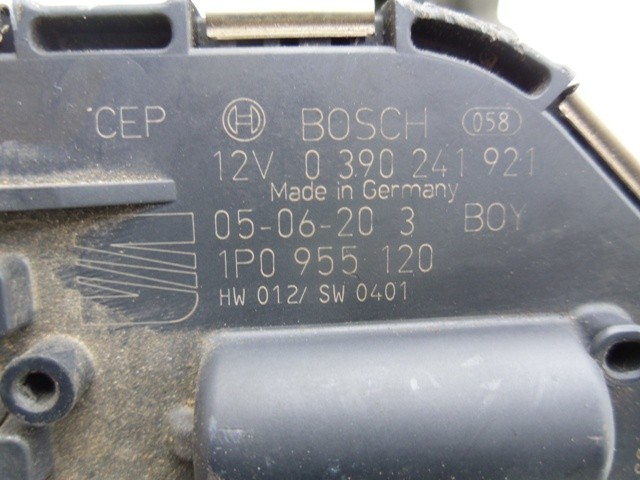 CEP BOSCH 058
12V 0 390 241 921
Made in Germany
05-06-20 3 BOY
1P0 955 120
HW 012/ SW 0401